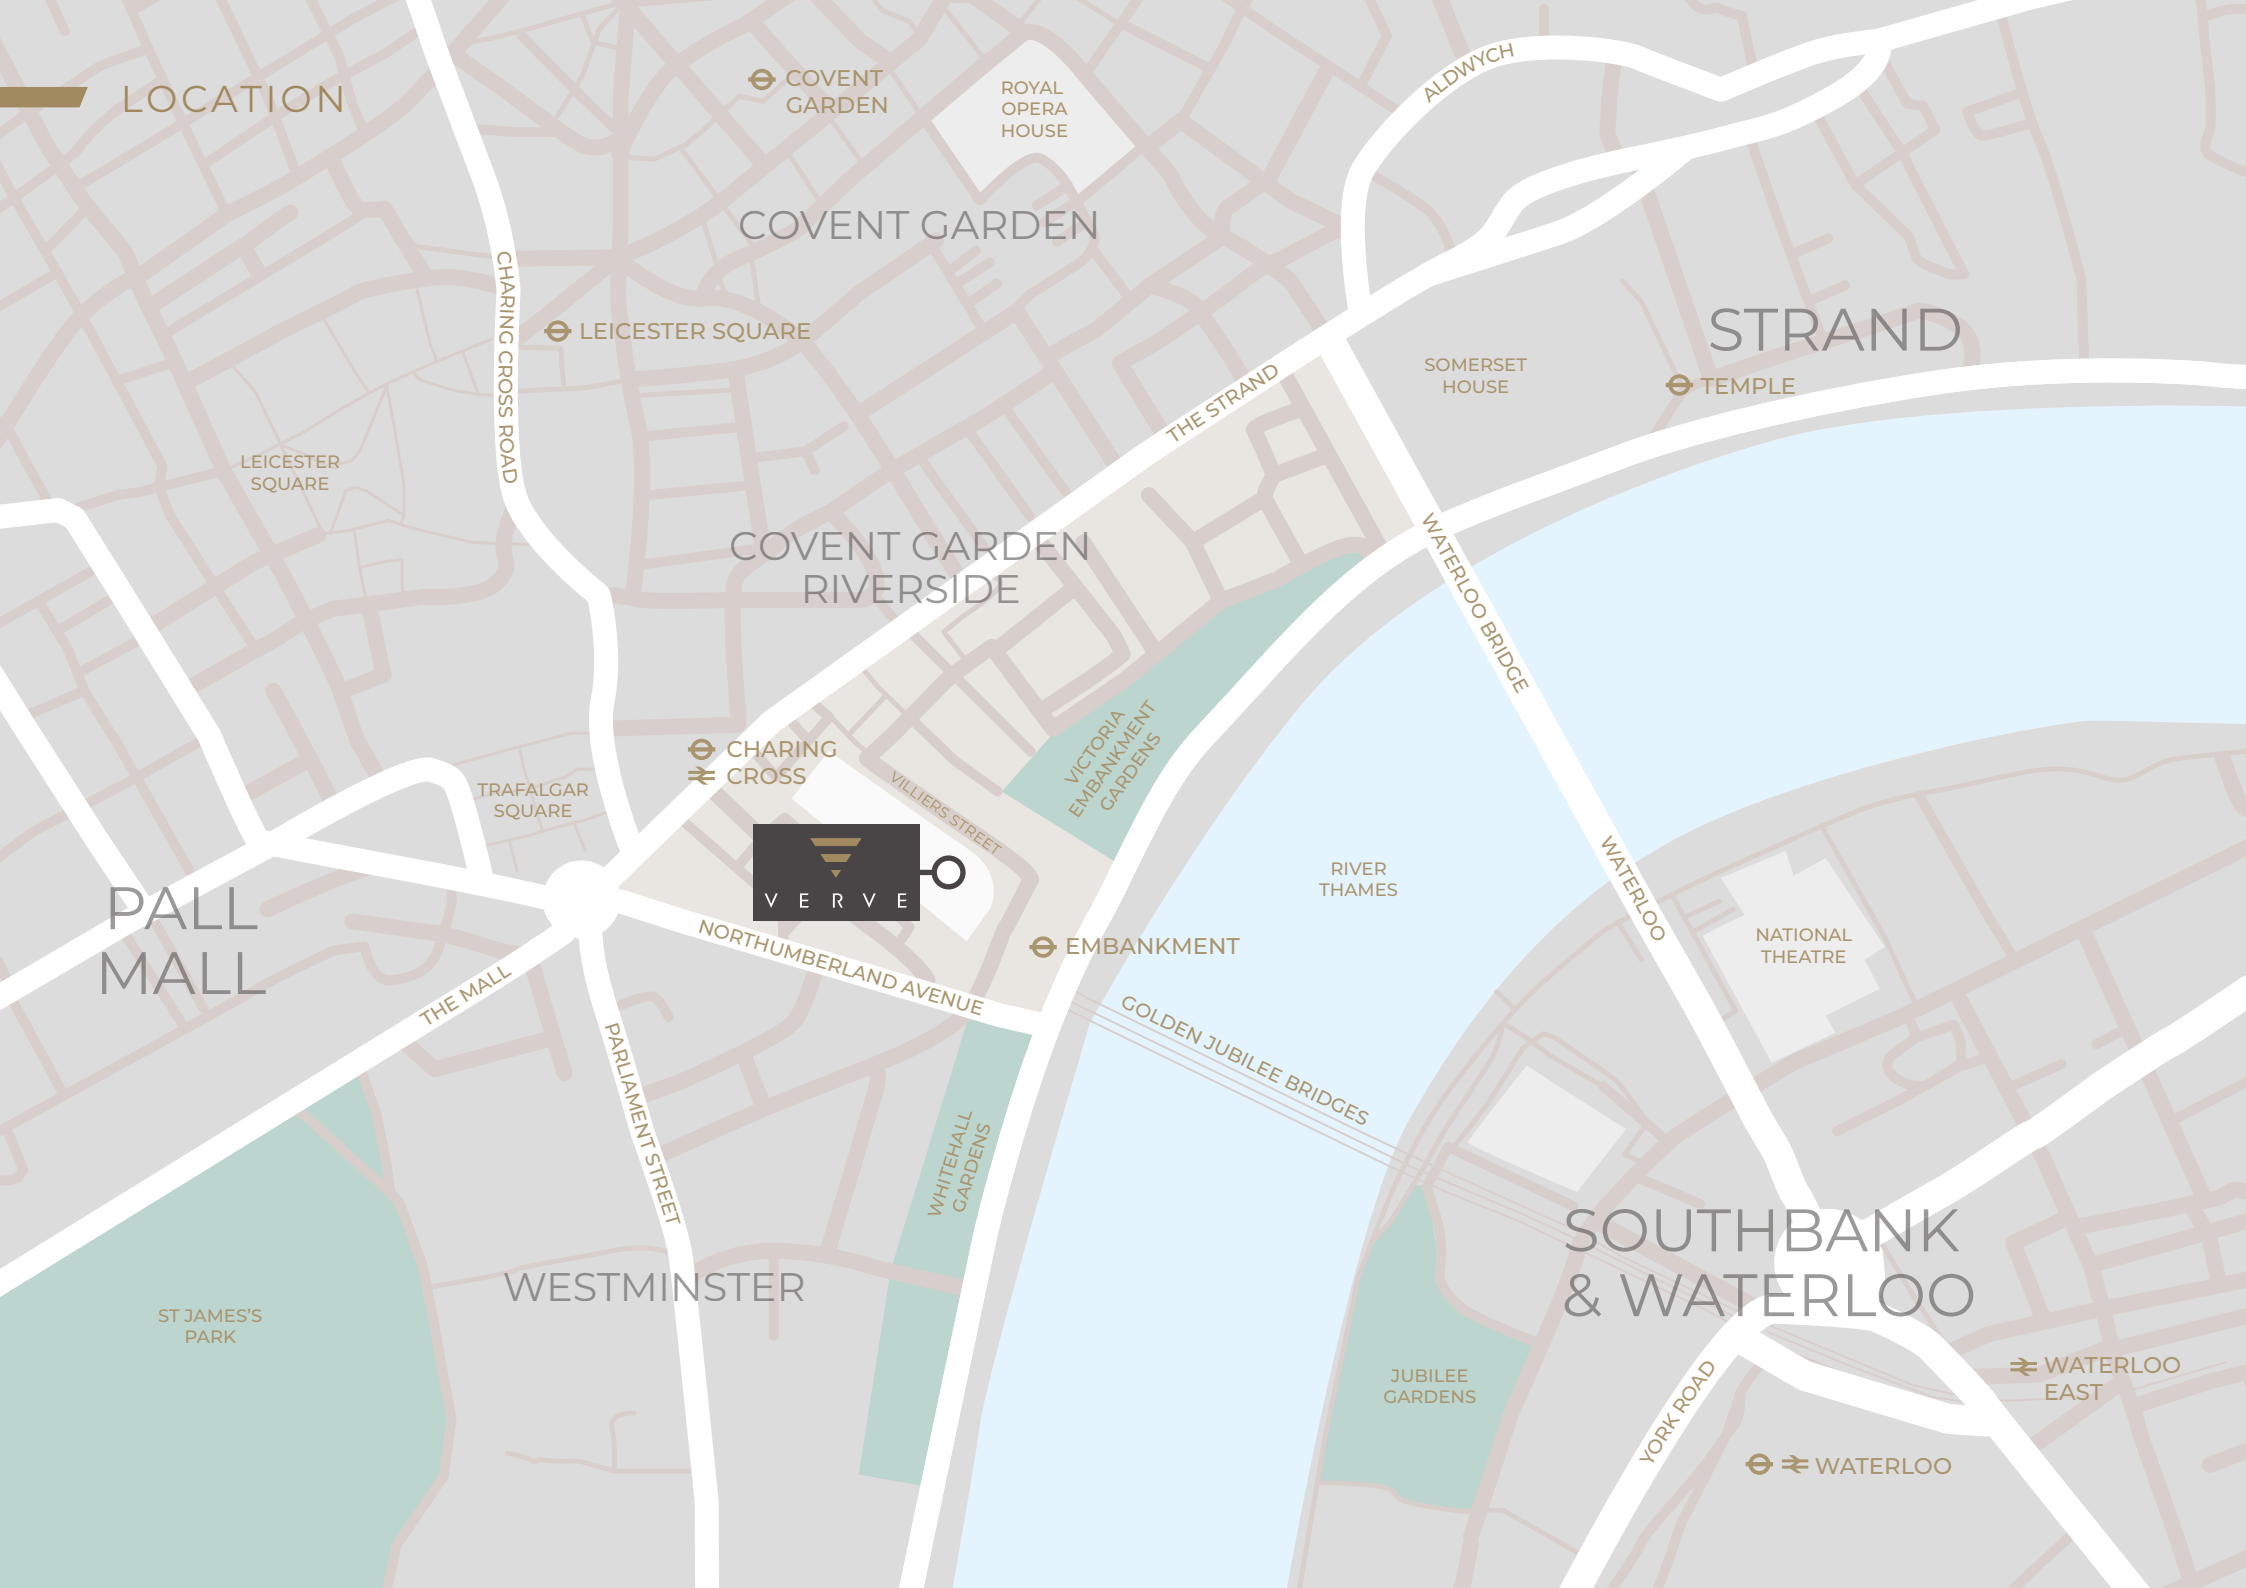 LOCATION
COVENT
GARDEN
ROYAL
OPERA
HOUSE
ALDWYCH
COVENT GARDEN
CHARING CROSS ROAD
LEICESTER SQUARE
STRAND
SOMERSET
HOUSE
TEMPLE
THE STRAND
LEICESTER
SQUARE
COVENT GARDEN
RIVERSIDE
WATERLOO BRIDGE
VICTORIA
EMBANKMENT
GARDENS
CHARING
CROSS
TRAFALGAR
SQUARE
VILLIERS STREET
VERVE
RIVER
THAMES
WATERLOO
NATIONAL
THEATRE
PALL
MALL
THE MALL
NORTHUMBERLAND AVENUE
EMBANKMENT
GOLDEN JUBILEE BRIDGES
PARLIAMENT STREET
WHITEHALL
GARDENS
SOUTHBANK
& WATERLOO
WESTMINSTER
ST JAMES'S
PARK
JUBILEE
GARDENS
YORK ROAD
WATERLOO
EAST
WATERLOO